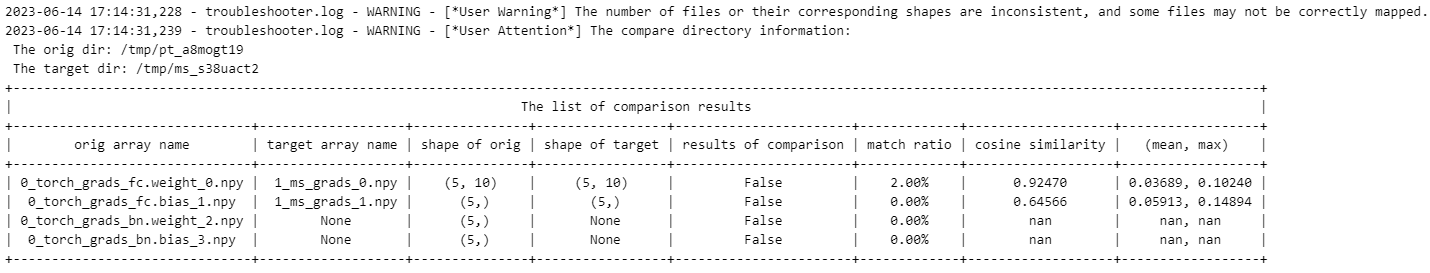 2023-06-14 17:14:31,228 - troubleshooter.log - WARNING - [*User Warning*] The number of files or their corresponding shapes are inconsistent, and some files may not be correctly mapped.
2023-06-14 17:14:31,239 - troubleshooter.log - WARNING - [*User Attention*] The compare directory information:
The orig dir: /tmp/pt_a8mogt19
The target dir: /tmp/ms_s38uact2
The list of comparison results
| orig array name | target array name | shape of orig | shape of target | results of comparison | match ratio | cosine similarity | (mean, max) |
| 0_torch_grads_fc.weight_0.npy | 1_ms_grads_0.npy | (5, 10) | (5, 10) | False | 2.00% | 0.92470 | 0.03689, 0.10240 |
| 0_torch_grads_fc.bias_1.npy | 1_ms_grads_1.npy | (5,) | (5,) | False | 0.00% | 0.64566 | 0.05913, 0.14894 |
| 0_torch_grads_bn.weight_2.npy | None | (5,) | None | False | 0.00% | nan | nan, nan |
| 0_torch_grads_bn.bias_3.npy | None | (5,) | None | False | 0.00% | nan | nan, nan |